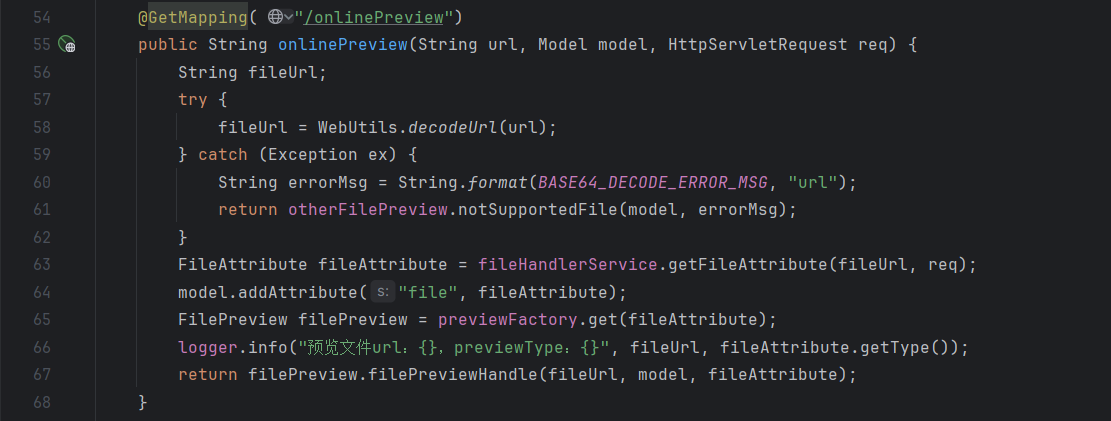 54 @GetMapping("/onlinePreview")
55 public String onlinePreview(String url, Model model, HttpServletRequest req) {
56 String fileUrl;
57 try {
58 fileUrl = WebUtils.decodeUrl(url);
59 } catch (Exception ex) {
60 String errorMsg = String.format(BASE64_DECODE_ERROR_MSG, "url");
61 return otherFilePreview.notSupportedFile(model, errorMsg);
62 }
63 FileAttribute fileAttribute = fileHandlerService.getFileAttribute(fileUrl, req);
64 model.addAttribute( s: "file", fileAttribute);
65 FilePreview filePreview = previewFactory.get(fileAttribute);
66 logger.info("预览文件url：{}，previewType：{}", fileUrl, fileAttribute.getType());
67 return filePreview.filePreviewHandle(fileUrl, model, fileAttribute);
68 }